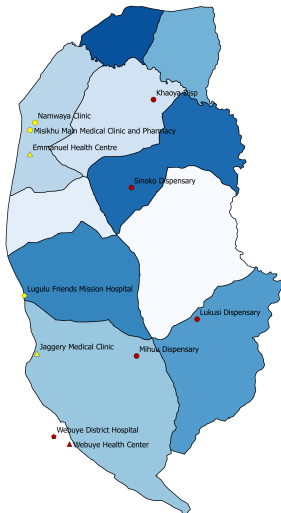 Khaoya Disp
Namwaya Clinic
Misikhu Main Medical Clinic and Pharmacy
Emmanuel Health Centre
Sinoko Dispensary
Lugulu Friends Mission Hospital
Lukusi Dispensary
Jaggery Medical Clinic
Mihuu Dispensary
Webuye District Hospital
Webuye Health Center